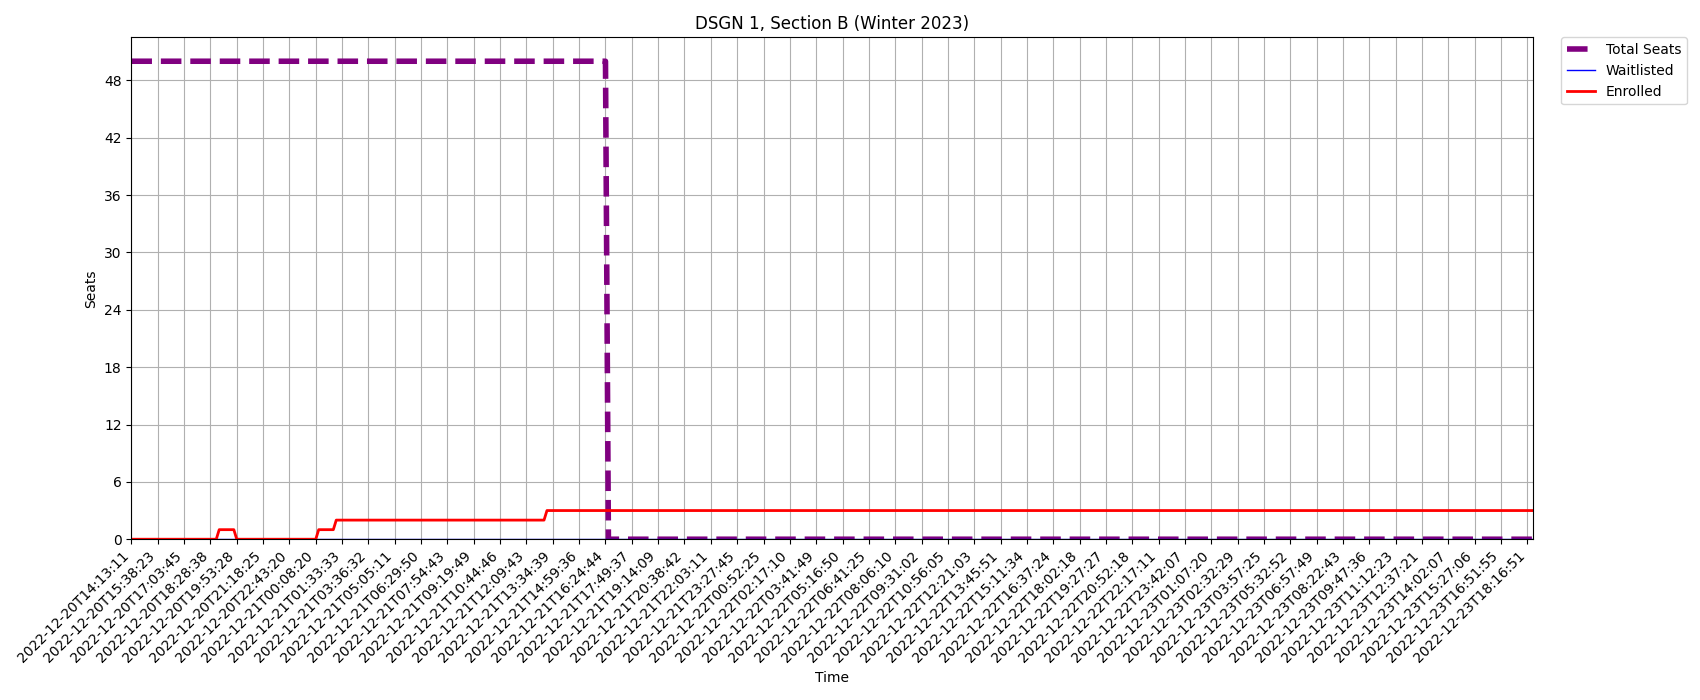 DSGN 1, Section B (Winter 2023)
Total Seats
Waitlisted
Enrolled
Seats
48
42
36
30
24
18
12
6
0
2022-12-20T14:13:11
2022-12-20T15:38:23
2022-12-20T17:03:45
2022-12-20T18:28:38
2022-12-20T19:53:28
2022-12-20T21:18:25
2022-12-20T22:43:20
2022-12-21T00:08:20
2022-12-21T01:33:33
2022-12-21T03:36:32
2022-12-21T05:05:11
2022-12-21T06:29:50
2022-12-21T07:54:43
2022-12-21T09:19:49
2022-12-21T10:44:46
2022-12-21T12:09:43
2022-12-21T13:34:39
2022-12-21T14:59:36
2022-12-21T16:24:44
2022-12-21T17:49:37
2022-12-21T19:14:09
2022-12-21T20:38:42
2022-12-21T22:03:11
2022-12-21T23:27:45
2022-12-22T00:52:25
2022-12-22T02:17:10
2022-12-22T03:41:49
2022-12-22T05:16:50
2022-12-22T06:41:25
2022-12-22T08:06:10
2022-12-22T09:31:02
2022-12-22T10:56:05
2022-12-22T12:21:03
2022-12-22T13:45:51
2022-12-22T15:11:34
2022-12-22T16:37:24
2022-12-22T18:02:18
2022-12-22T19:27:27
2022-12-22T20:52:18
2022-12-22T22:17:11
2022-12-22T23:42:07
2022-12-23T01:07:20
2022-12-23T02:32:29
2022-12-23T03:57:25
2022-12-23T05:32:52
2022-12-23T06:57:49
2022-12-23T08:22:43
2022-12-23T09:47:36
2022-12-23T11:12:23
2022-12-23T12:37:21
2022-12-23T14:02:07
2022-12-23T15:27:06
2022-12-23T16:51:55
2022-12-23T18:16:51
Time